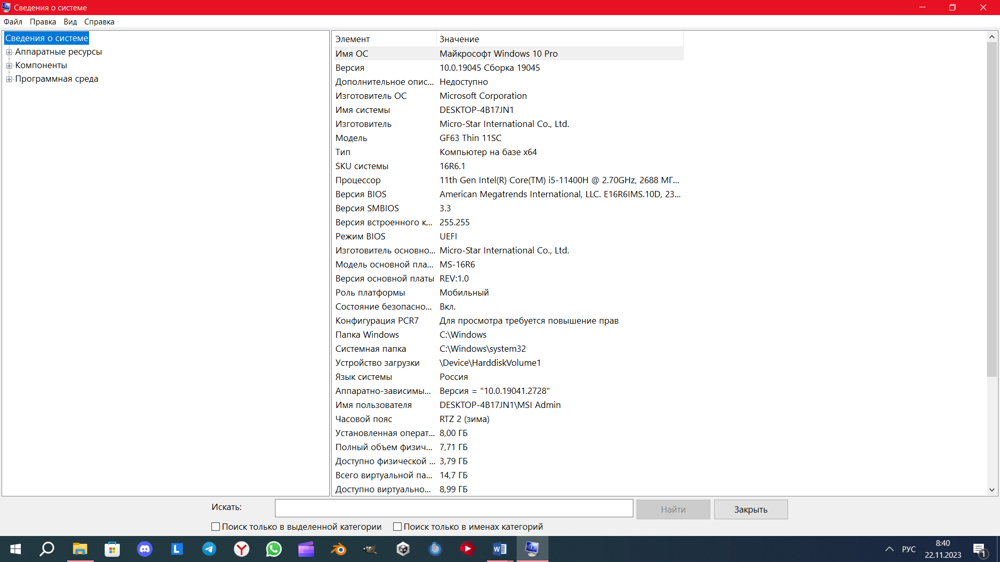 Сведения о системе
Файл Правка Вид Справка
Сведения о системе
Аппаратные ресурсы
Компоненты
Программная среда
Элемент Значение
Имя ОС Майкрософт Windows 10 Pro
Версия 10.0.19045 Сборка 19045
Дополнительное опис... Недоступно
Изготовитель ОС Microsoft Corporation
Имя системы DESKTOP-4B17JN1
Изготовитель Micro-Star International Co., Ltd.
Модель GF63 Thin 11SC
Тип Компьютер на базе x64
SKU системы 16R6.1
Процессор 11th Gen Intel(R) Core(TM) i5-11400H @ 2.70GHz, 2688 МГ...
Версия BIOS American Megatrends International, LLC. E16R6IMS.10D, 23...
Версия SMBIOS 3.3
Версия встроенного к... 255.255
Режим BIOS UEFI
Изготовитель основно... Micro-Star International Co., Ltd.
Модель основной пла... MS-16R6
Версия основной платы REV:1.0
Роль платформы Мобильный
Состояние безопасно... Вкл.
Конфигурация PCR7 Для просмотра требуется повышение прав
Папка Windows C:\Windows
Системная папка C:\Windows\system32
Устройство загрузки \Device\HarddiskVolume1
Язык системы Россия
Аппаратно-зависимы... Версия = "10.0.19041.2728"
Имя пользователя DESKTOP-4B17JN1\MSI Admin
Часовой пояс RTZ 2 (зима)
Установленная операт... 8,00 ГБ
Полный объем физич... 7,71 ГБ
Доступно физической ... 3,79 ГБ
Всего виртуальной па... 14,7 ГБ
Доступно виртуально... 8,99 ГБ
Искать: Найти Закрыть
Поиск только в выделенной категории Поиск только в именах категорий
РУС
8:40
22.11.2023
1